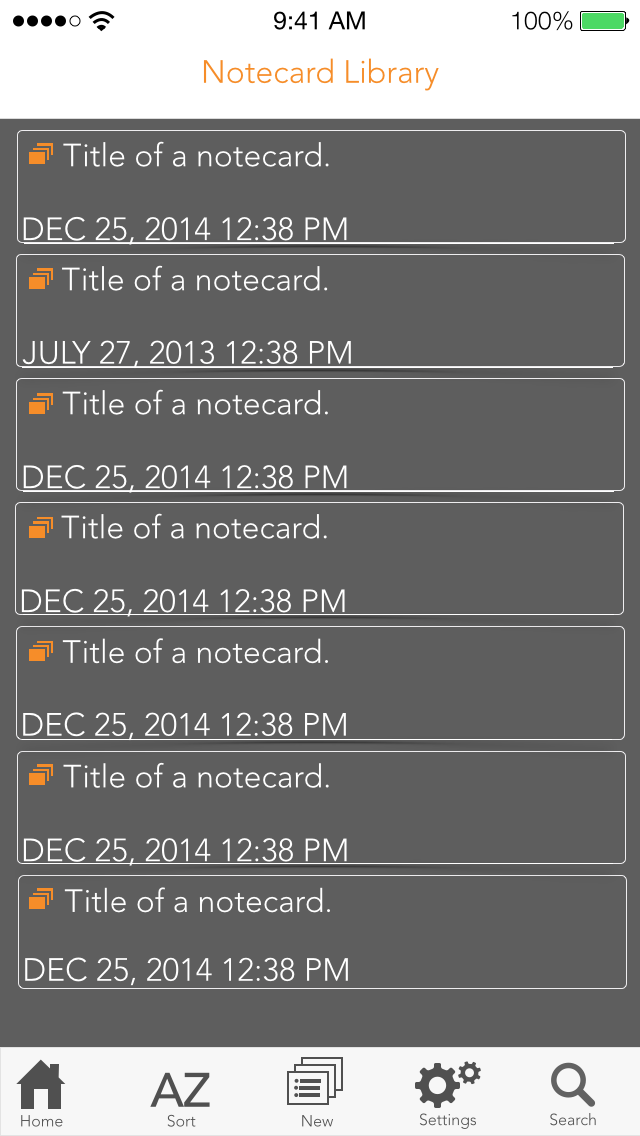 9:41 AM 100%
Notecard Library
Title of a notecard.
DEC 25, 2014 12:38 PM
Title of a notecard.
JULY 27, 2013 12:38 PM
Title of a notecard.
DEC 25, 2014 12:38 PM
Title of a notecard.
DEC 25, 2014 12:38 PM
Title of a notecard.
DEC 25, 2014 12:38 PM
Title of a notecard.
DEC 25, 2014 12:38 PM
Title of a notecard.
DEC 25, 2014 12:38 PM
AZ
Home Sort New Settings Search